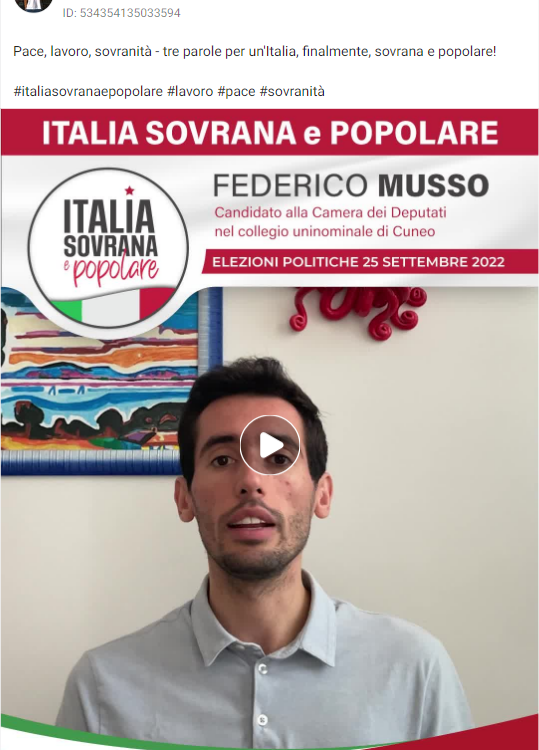 ID: 534354135033594
Pace, lavoro, sovranità - tre parole per un'Italia, finalmente, sovrana e popolare!
#italiasovranaepopolare #lavoro #pace #sovranità
ITALIA SOVRANA e POPOLARE
ITALIA
SOVRANA
e popolare
FEDERICO MUSSO
Candidato alla Camera dei Deputati
nel collegio uninominale di Cuneo
ELEZIONI POLITICHE 25 SETTEMBRE 2022